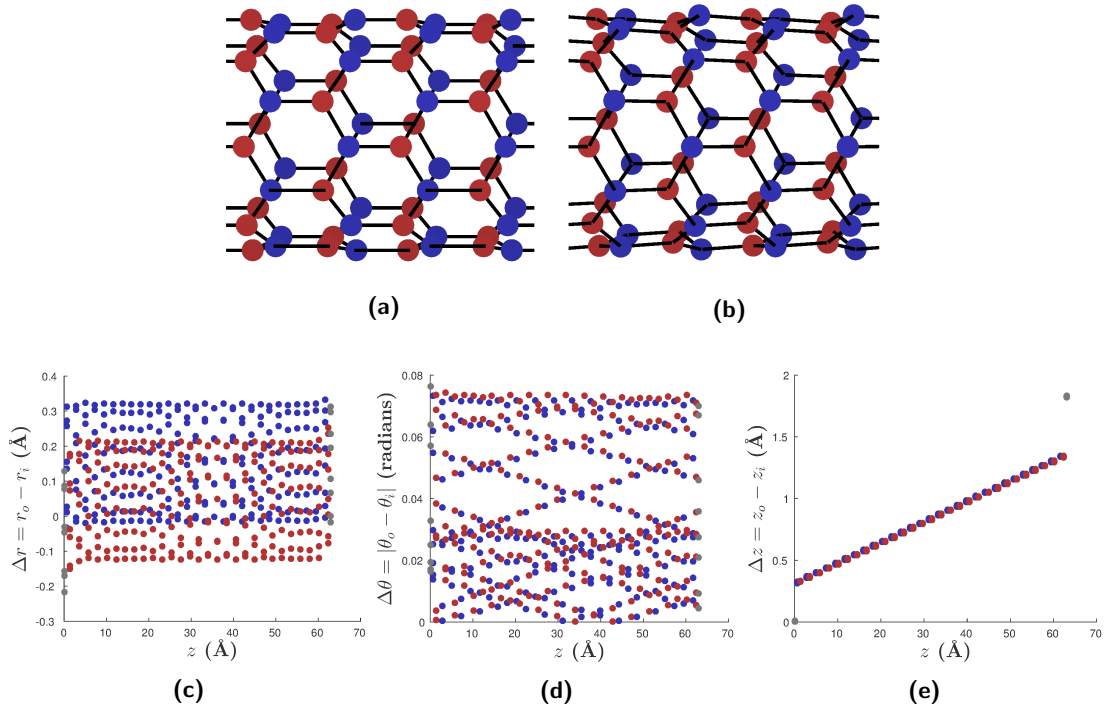 (a)
(b)
Δr = r_o − r_i (Å)
0.4
0.3
0.2
0.1
0
-0.1
-0.2
-0.3
0 10 20 30 40 50 60 70
z (Å)
(c)
Δθ = |θ_o − θ_i| (radians)
0.08
0.06
0.04
0.02
0
0 10 20 30 40 50 60 70
z (Å)
(d)
Δz = z_o − z_i (Å)
2
1.5
1
0.5
0
0 10 20 30 40 50 60 70
z (Å)
(e)